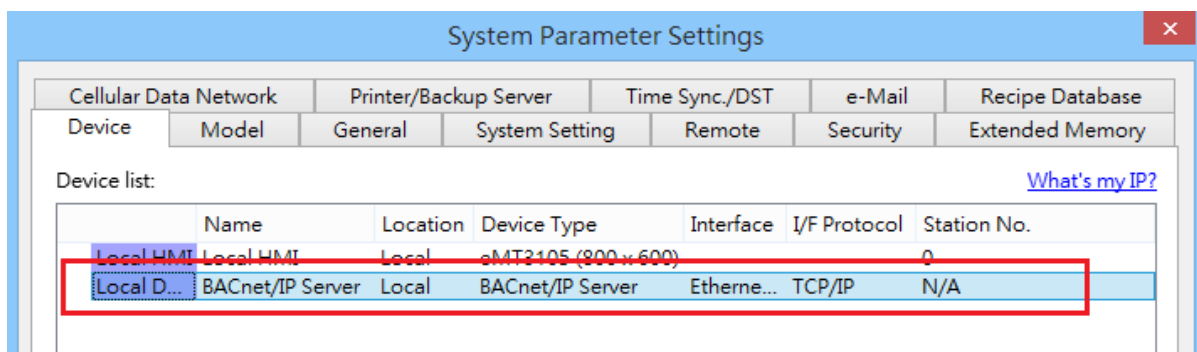 System Parameter Settings
Cellular Data Network Printer/Backup Server Time Sync./DST e-Mail Recipe Database
Device Model General System Setting Remote Security Extended Memory
Device list: What's my IP?
Name Location Device Type Interface I/F Protocol Station No.
Local HMI Local HMI Local eMT3105 (800 x 600) 0
Local D... BACnet/IP Server Local BACnet/IP Server Etherne... TCP/IP N/A